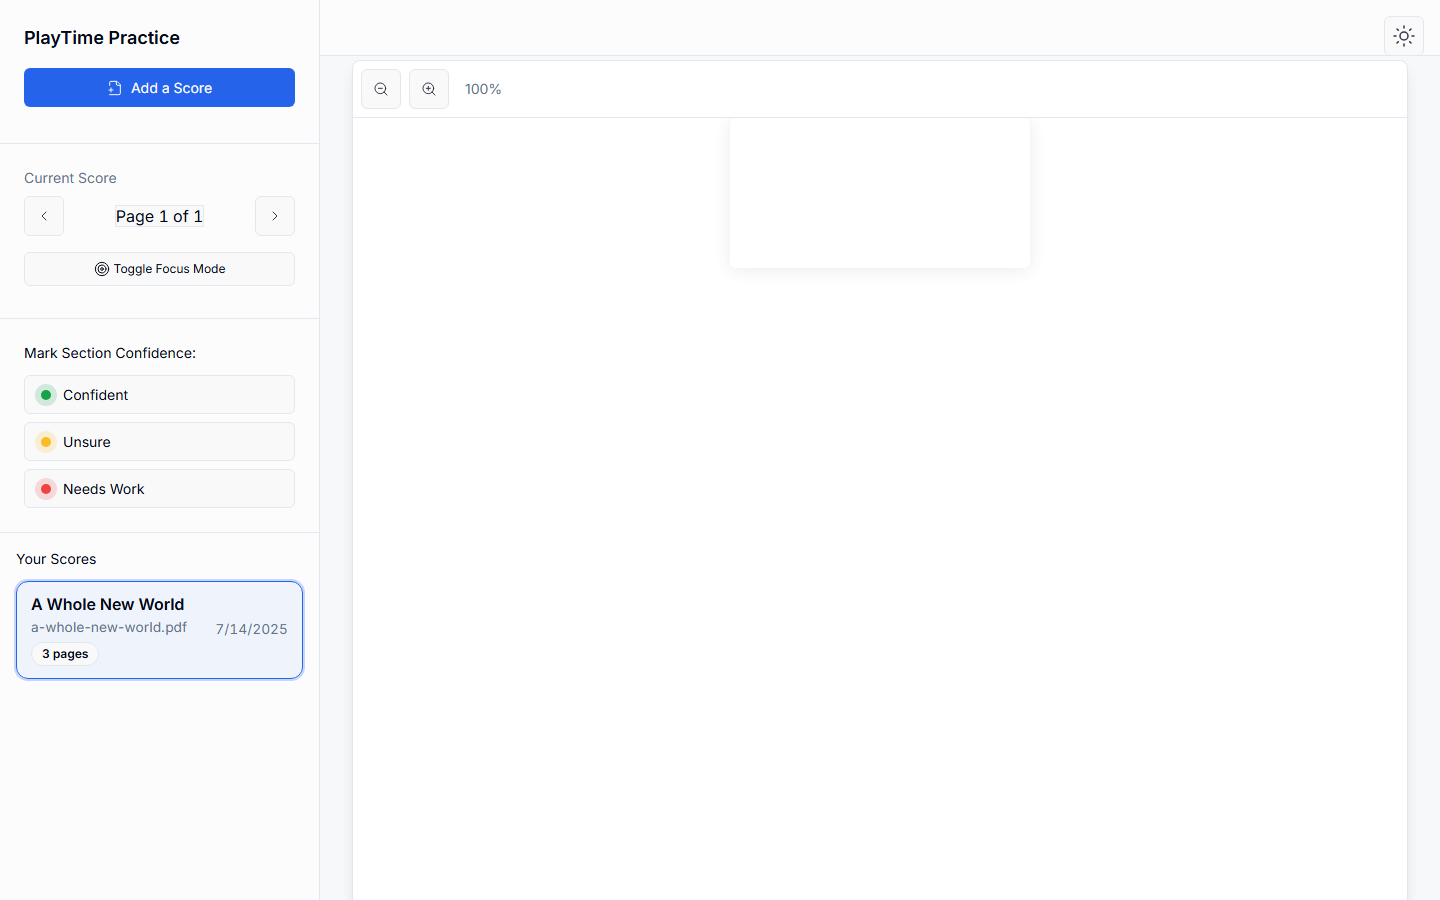 PlayTime Practice
Add a Score
100%
Current Score
Page 1 of 1
Toggle Focus Mode
Mark Section Confidence:
Confident
Unsure
Needs Work
Your Scores
A Whole New World
a-whole-new-world.pdf
7/14/2025
3 pages